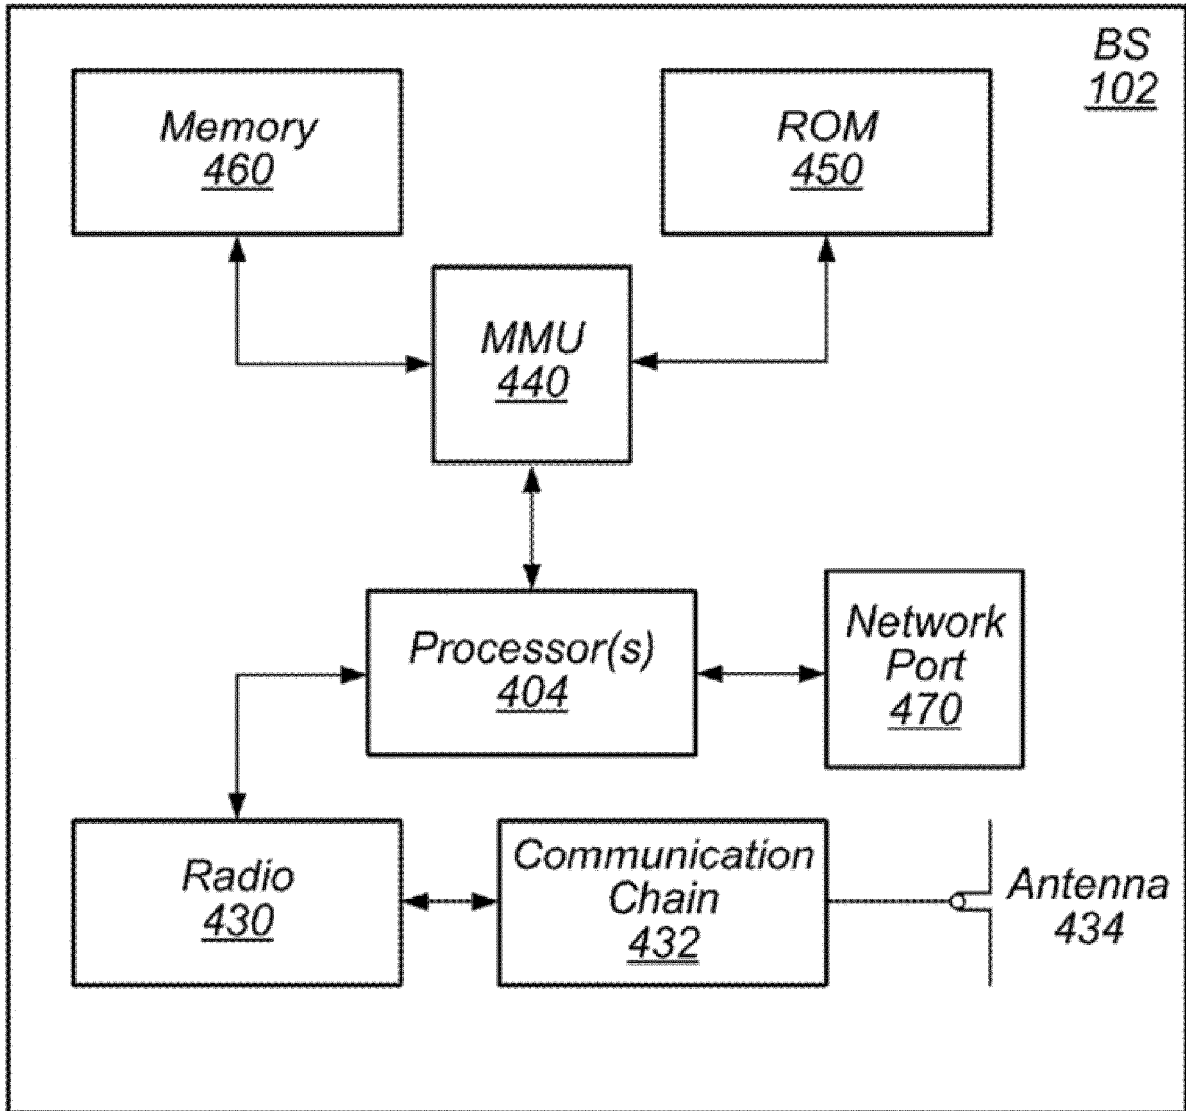 BS
102
Memory
460
ROM
450
MMU
440
Processor(s)
404
Network
Port
470
Radio
430
Communication
Chain
432
Antenna
434